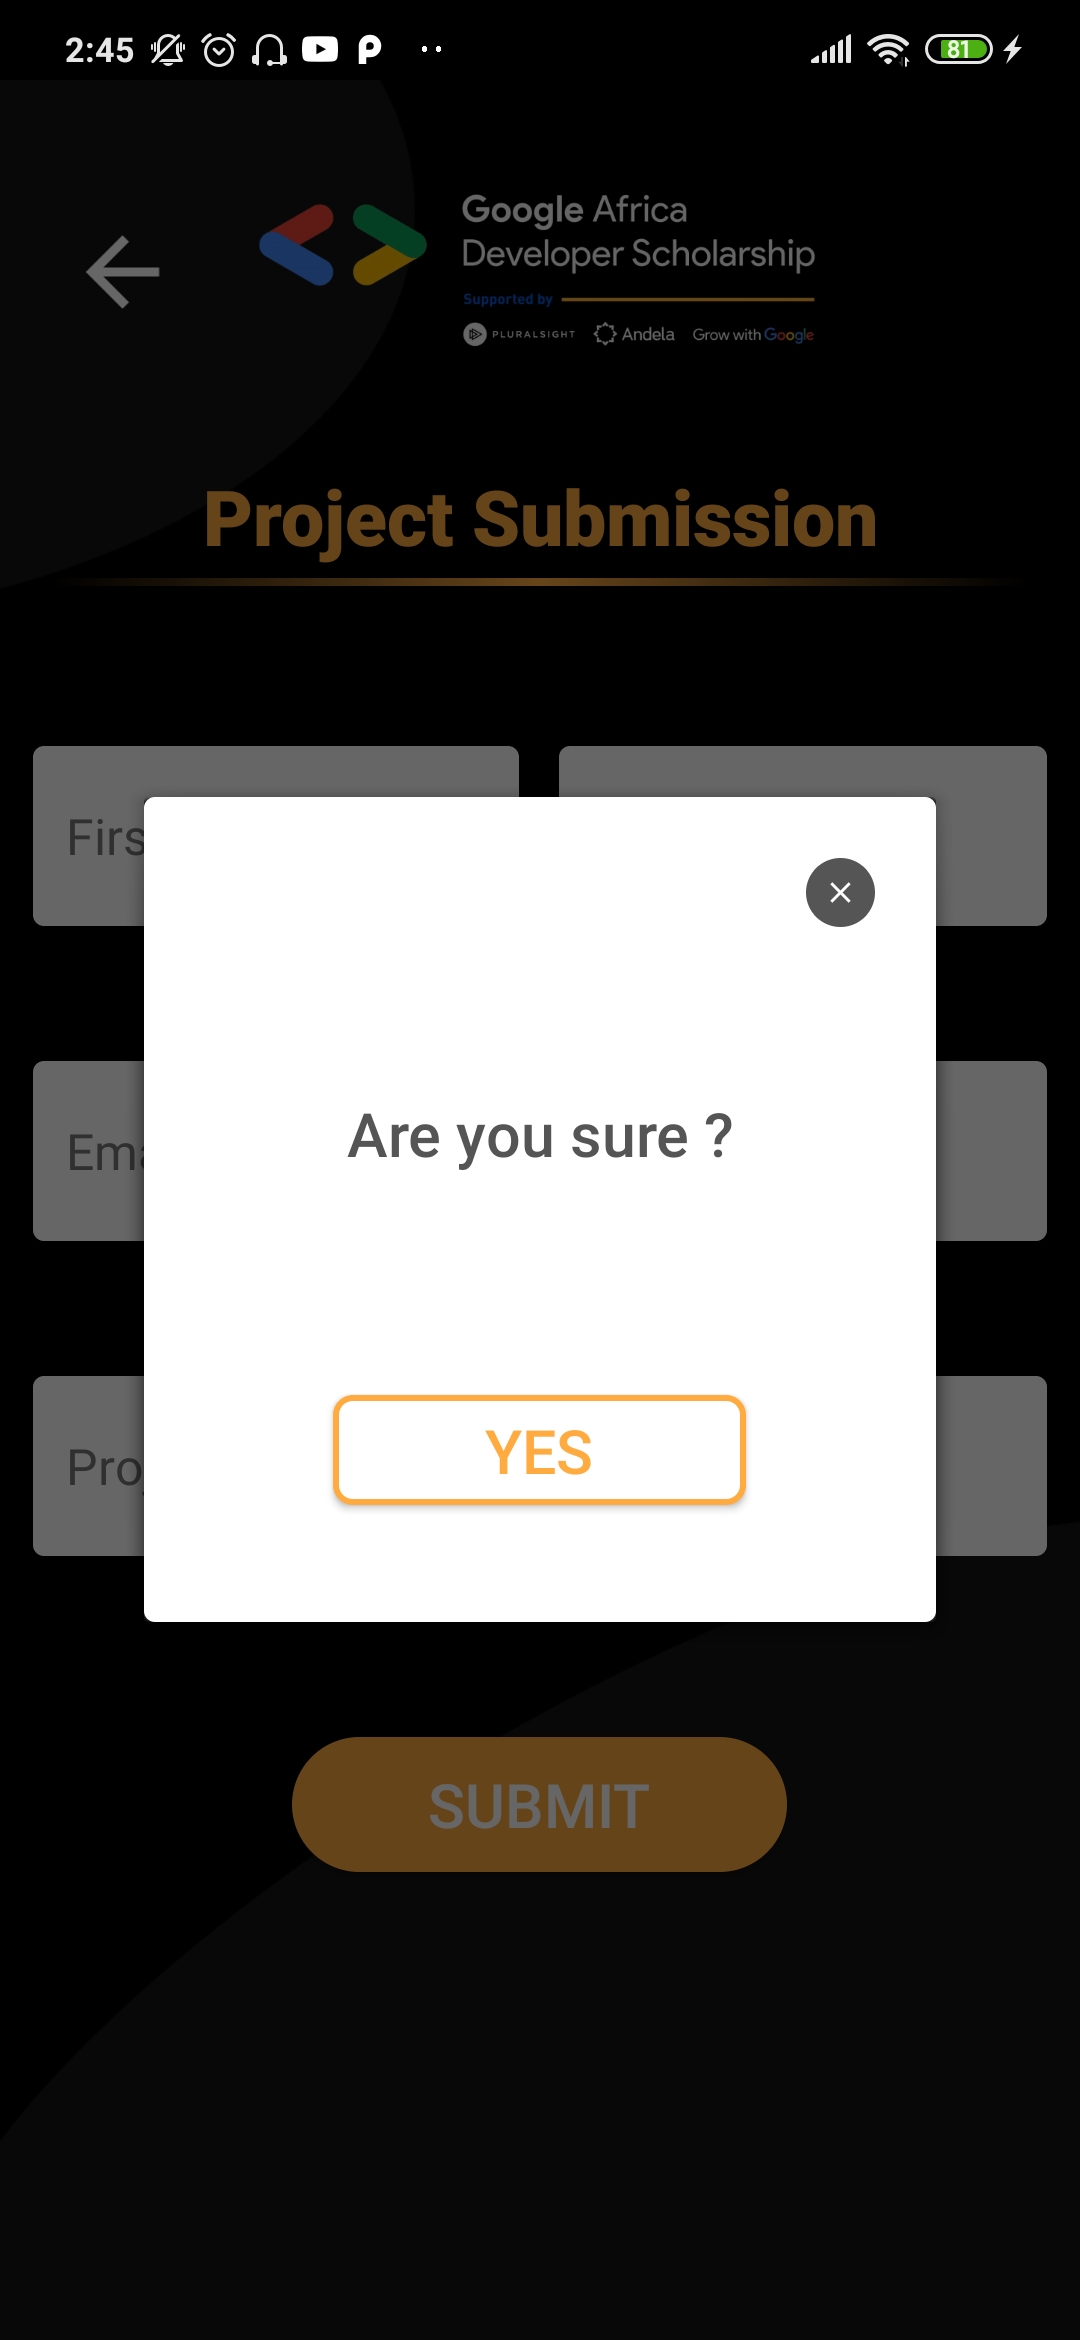 2:45
81
Google Africa
Developer Scholarship
Supported by
PLURALSIGHT Andela Grow with Google
Project Submission
Firs
Are you sure ?
Ema
YES
Pro
SUBMIT